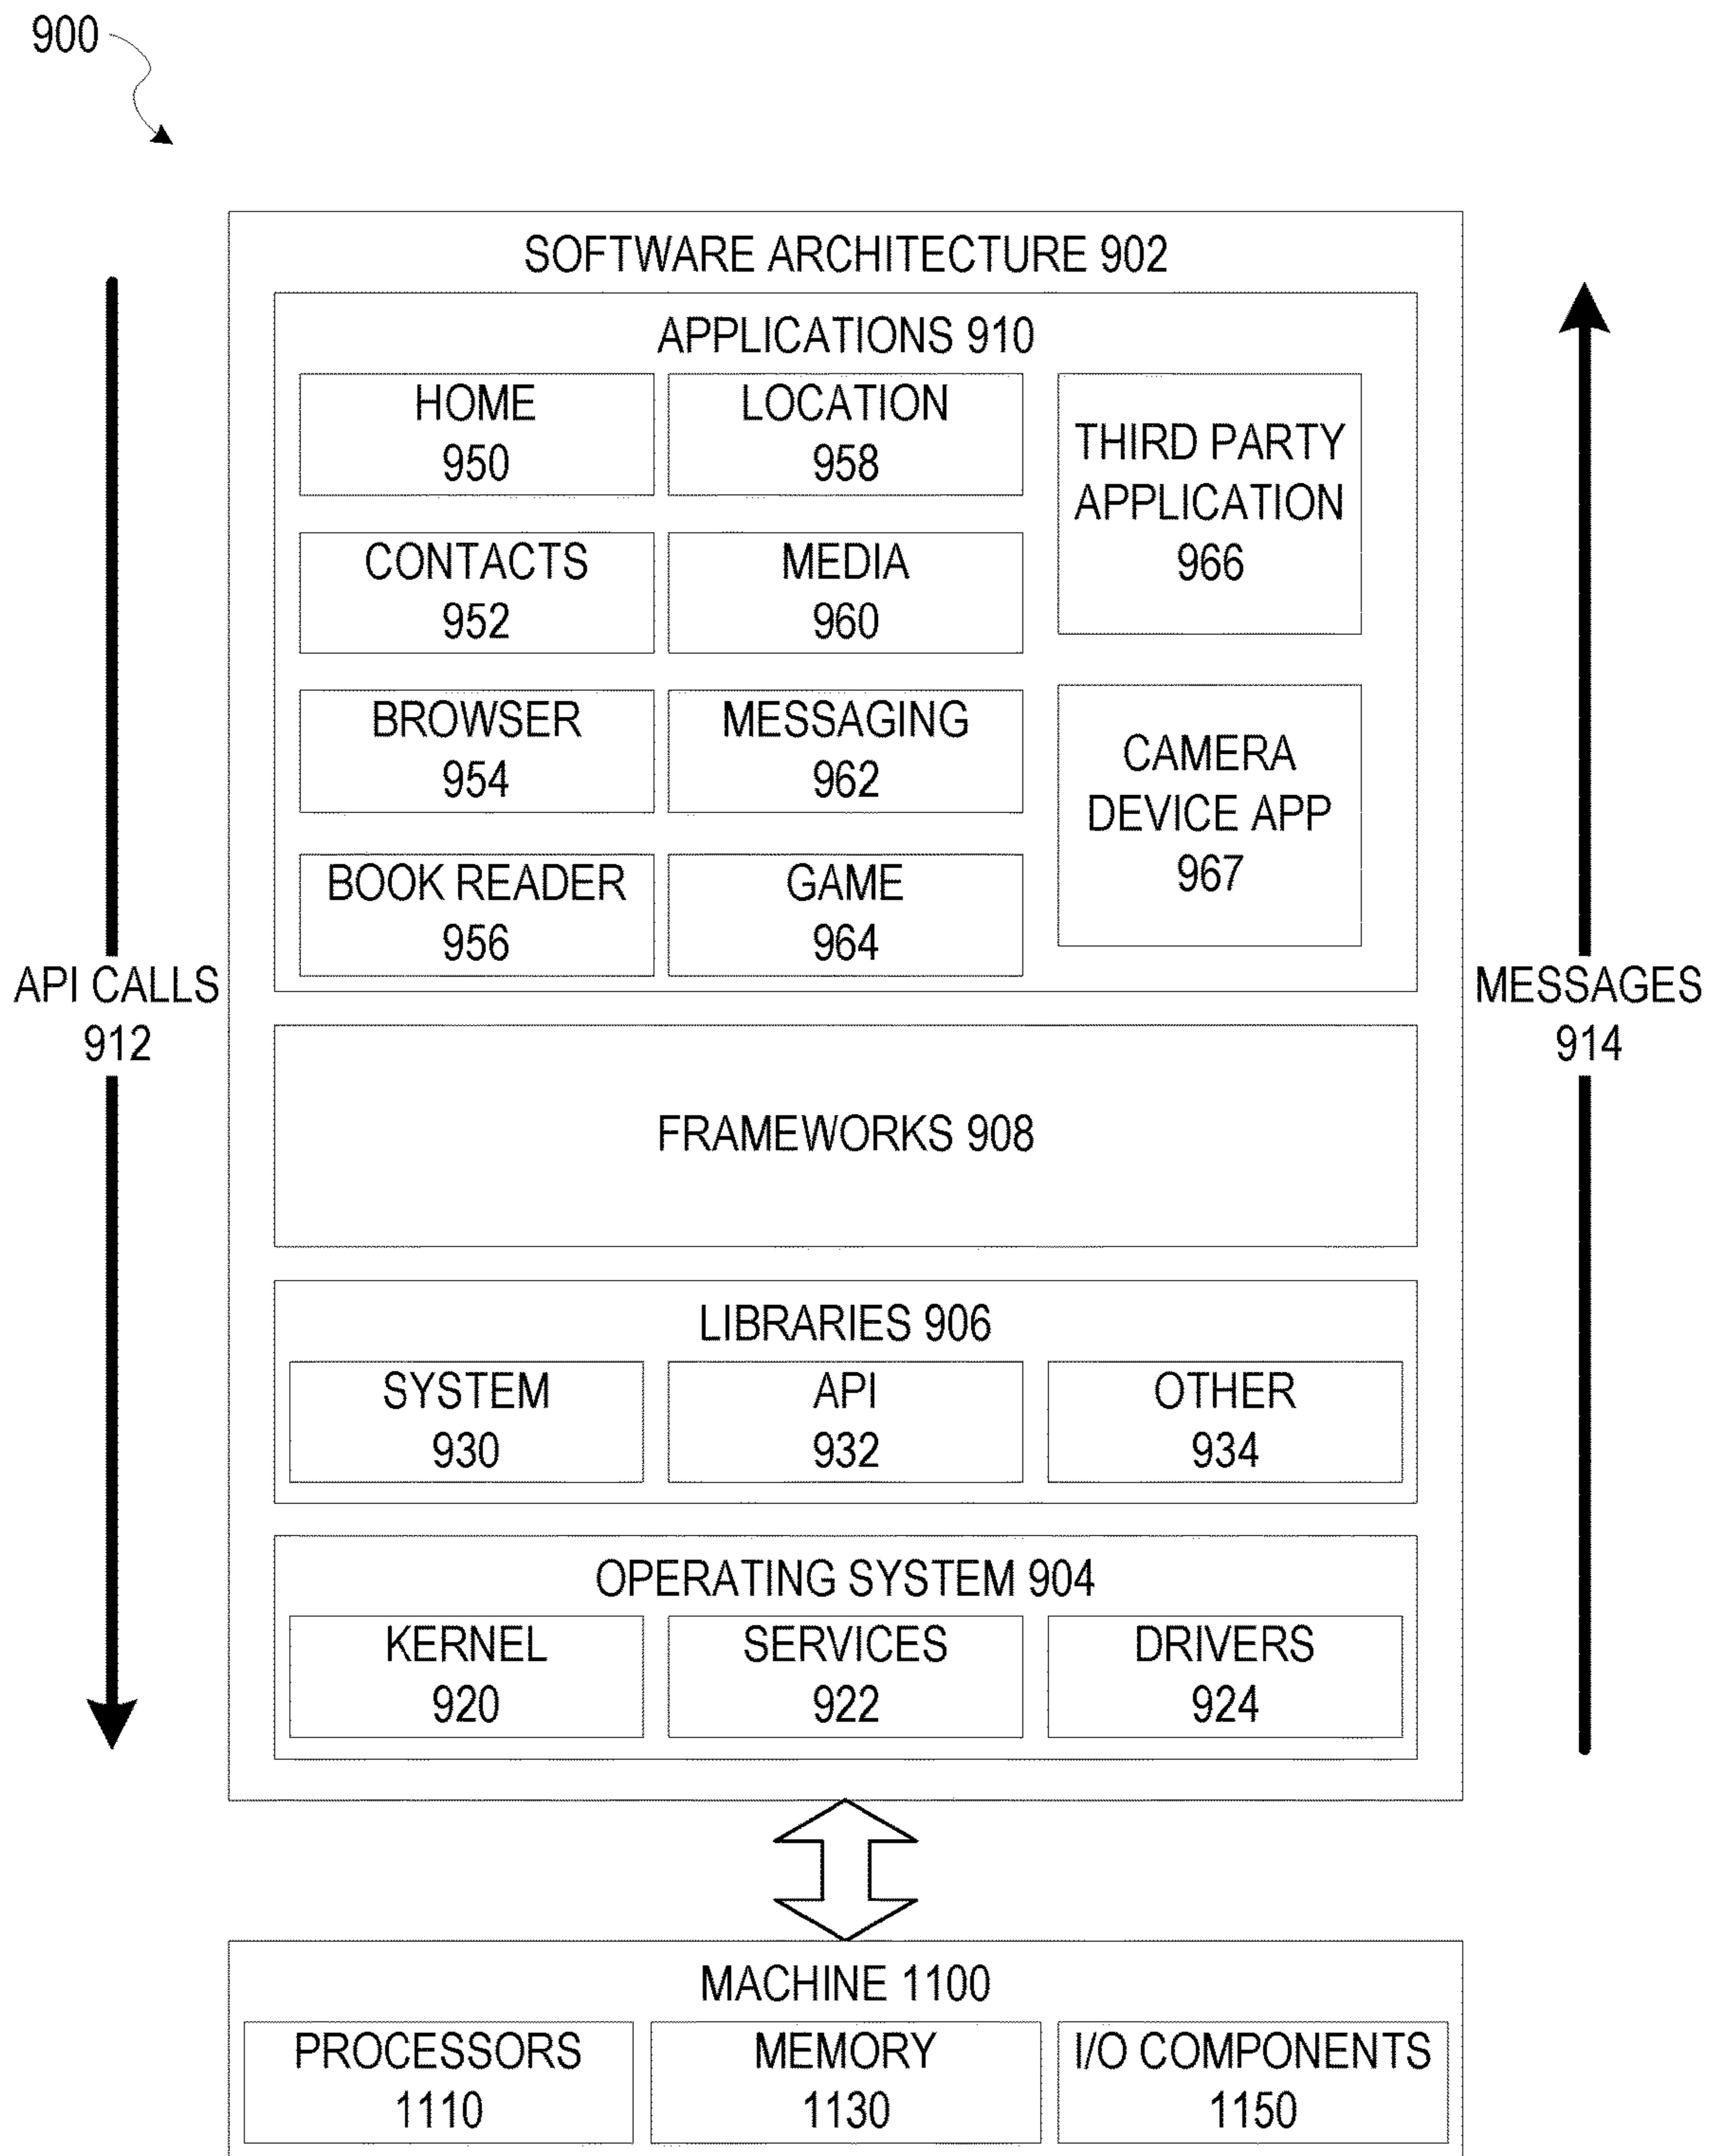 900
SOFTWARE ARCHITECTURE 902
APPLICATIONS 910
HOME
950
LOCATION
958
THIRD PARTY
APPLICATION
966
CONTACTS
952
MEDIA
960
BROWSER
954
MESSAGING
962
CAMERA
DEVICE APP
967
BOOK READER
956
GAME
964
API CALLS
912
MESSAGES
914
FRAMEWORKS 908
LIBRARIES 906
SYSTEM
930
API
932
OTHER
934
OPERATING SYSTEM 904
KERNEL
920
SERVICES
922
DRIVERS
924
MACHINE 1100
PROCESSORS
1110
MEMORY
1130
I/O COMPONENTS
1150